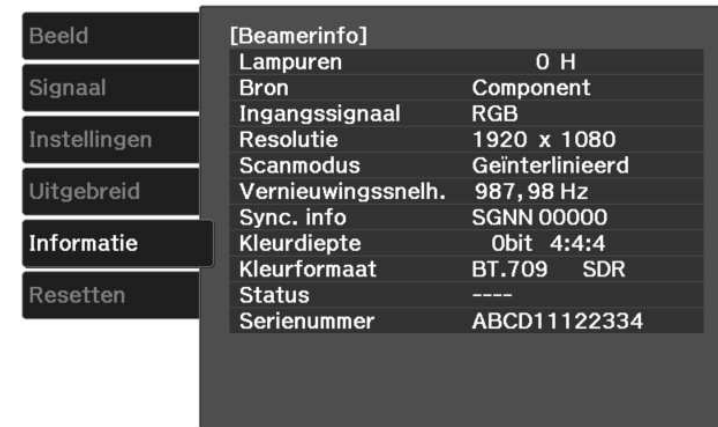 Beeld
Signaal
Instellingen
Uitgebreid
Informatie
Resetten
[Beamerinfo]
Lampuren 0 H
Bron Component
Ingangssignaal RGB
Resolutie 1920 x 1080
Scanmodus Geïnterlinieerd
Vernieuwingssnelh. 987,98 Hz
Sync. info SGNN 00000
Kleurdiepte 0bit 4:4:4
Kleurformaat BT.709 SDR
Status ----
Serienummer ABCD11122334